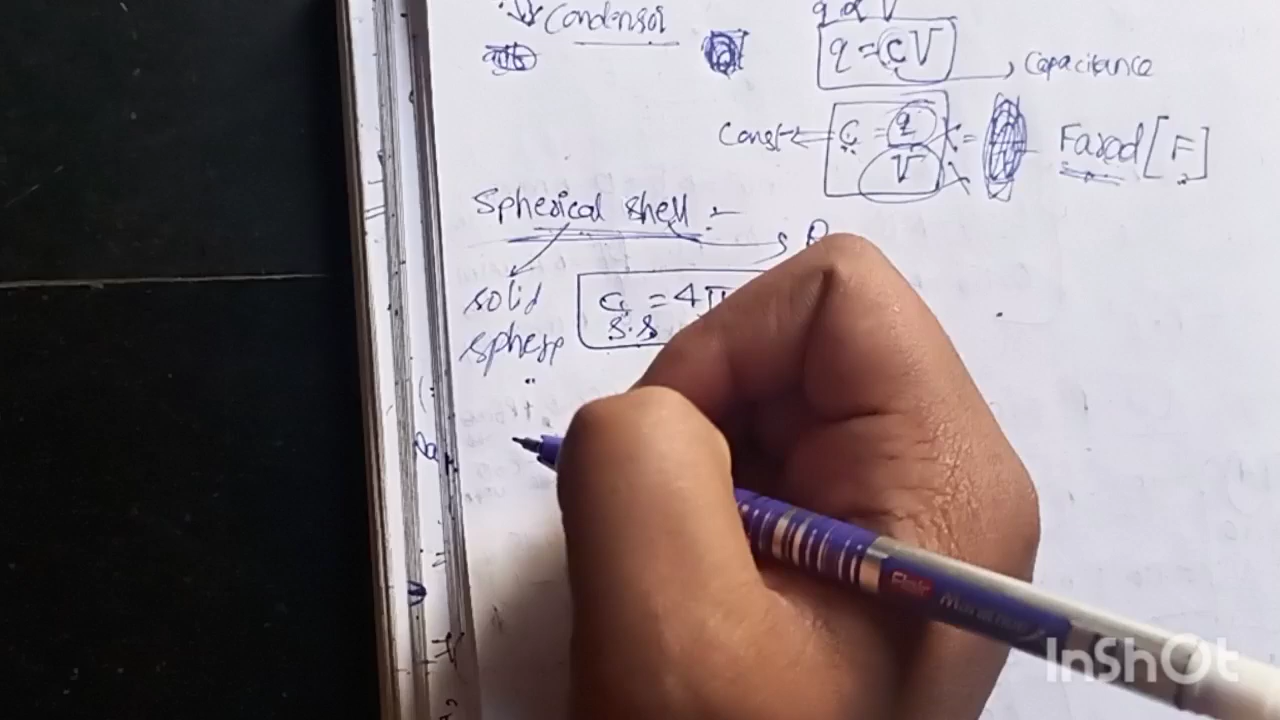 Condensor
q α V
q = CV
Capacitance
Const
C = q
V
Farad [F]
Spherical shell :-
solid
sphere
C = 4π
S.S
InShOt